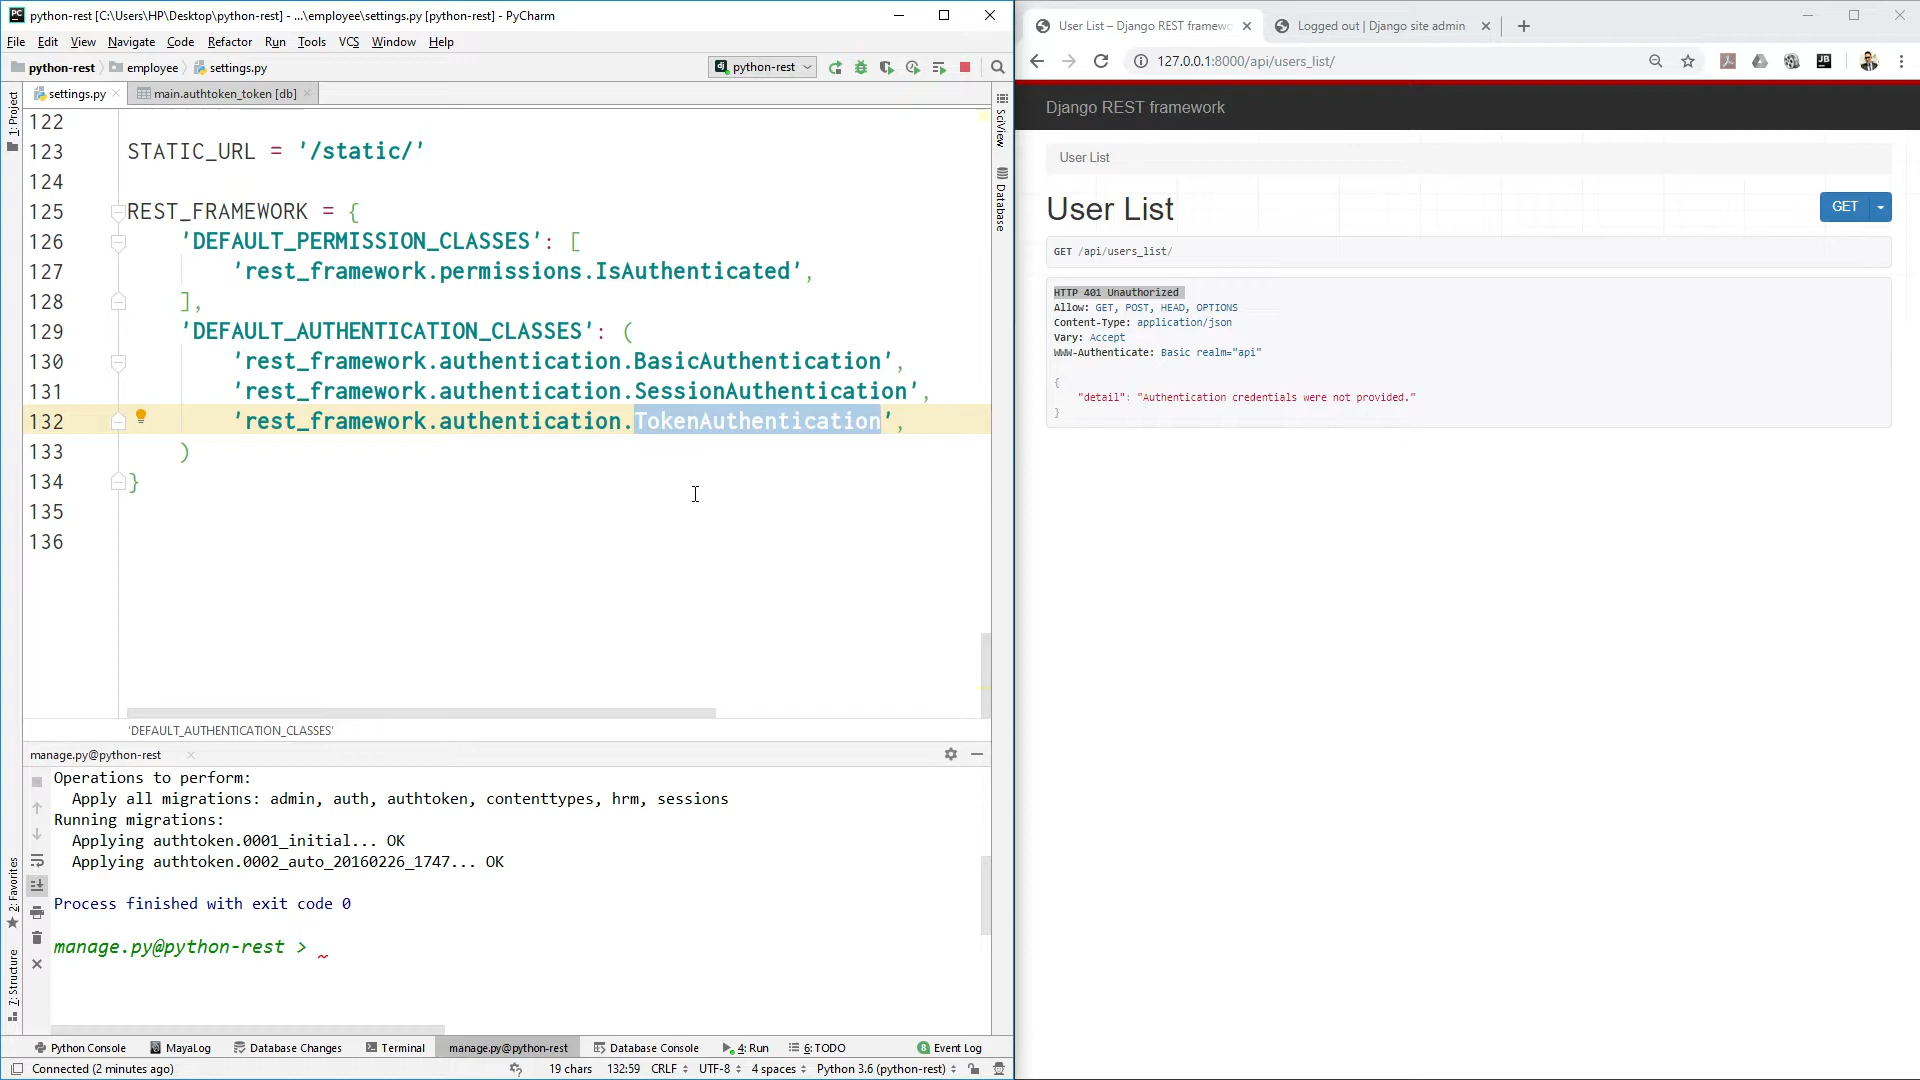 python-rest [C:\Users\HP\Desktop\python-rest] - ...\employee\settings.py [python-rest] - PyCharm
File Edit View Navigate Code Refactor Run Tools VCS Window Help
python-rest employee settings.py python-rest
settings.py main.authtoken_token [db]
1: Project
SciView
Database
122
123 STATIC_URL = '/static/'
124
125 REST_FRAMEWORK = {
126 'DEFAULT_PERMISSION_CLASSES': [
127 'rest_framework.permissions.IsAuthenticated',
128 ],
129 'DEFAULT_AUTHENTICATION_CLASSES': (
130 'rest_framework.authentication.BasicAuthentication',
131 'rest_framework.authentication.SessionAuthentication',
132 'rest_framework.authentication.TokenAuthentication',
133 )
134 }
135
136
'DEFAULT_AUTHENTICATION_CLASSES'
manage.py@python-rest
Operations to perform:
Apply all migrations: admin, auth, authtoken, contenttypes, hrm, sessions
Running migrations:
Applying authtoken.0001_initial... OK
Applying authtoken.0002_auto_20160226_1747... OK
Process finished with exit code 0
manage.py@python-rest >
2: Favorites
7: Structure
Python Console MayaLog Database Changes Terminal manage.py@python-rest Database Console 4: Run 6: TODO 8 Event Log
Connected (2 minutes ago) 19 chars 132:59 CRLF UTF-8 4 spaces Python 3.6 (python-rest)
User List – Django REST framewo Logged out | Django site admin
127.0.0.1:8000/api/users_list/
Django REST framework
User List
User List
GET
GET /api/users_list/
HTTP 401 Unauthorized
Allow: GET, POST, HEAD, OPTIONS
Content-Type: application/json
Vary: Accept
WWW-Authenticate: Basic realm="api"
{
"detail": "Authentication credentials were not provided."
}